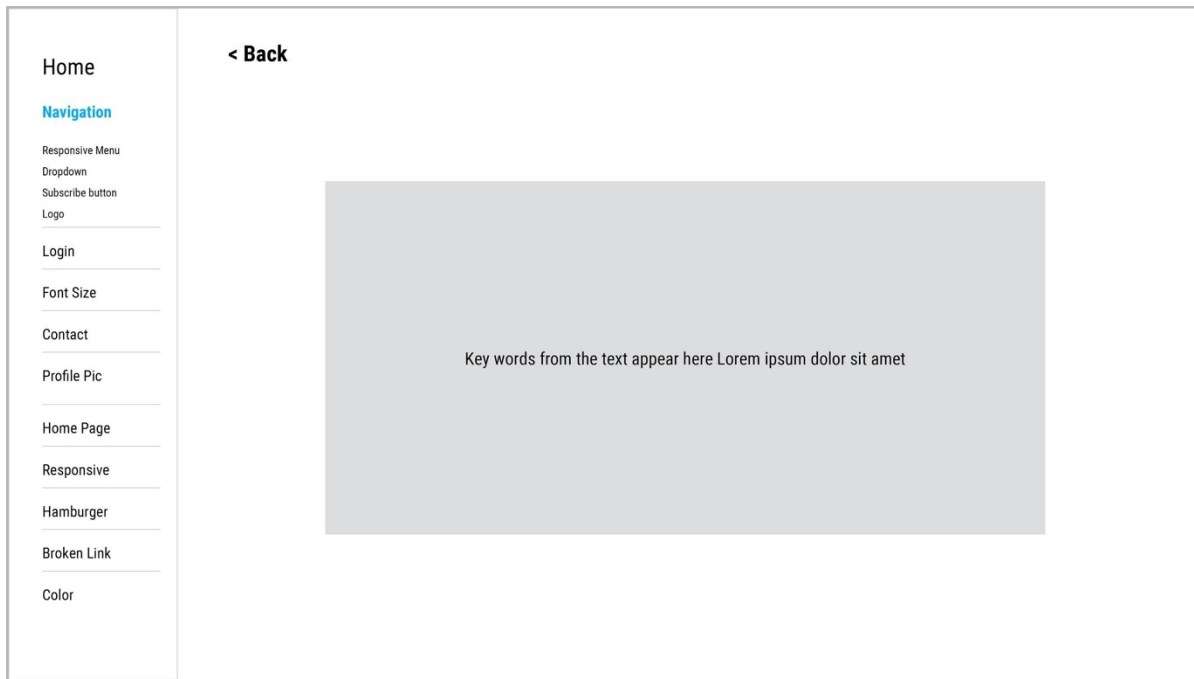 Home
Navigation
Responsive Menu
Dropdown
Subscribe button
Logo
Login
Font Size
Contact
Profile Pic
Home Page
Responsive
Hamburger
Broken Link
Color
< Back
Key words from the text appear here Lorem ipsum dolor sit amet